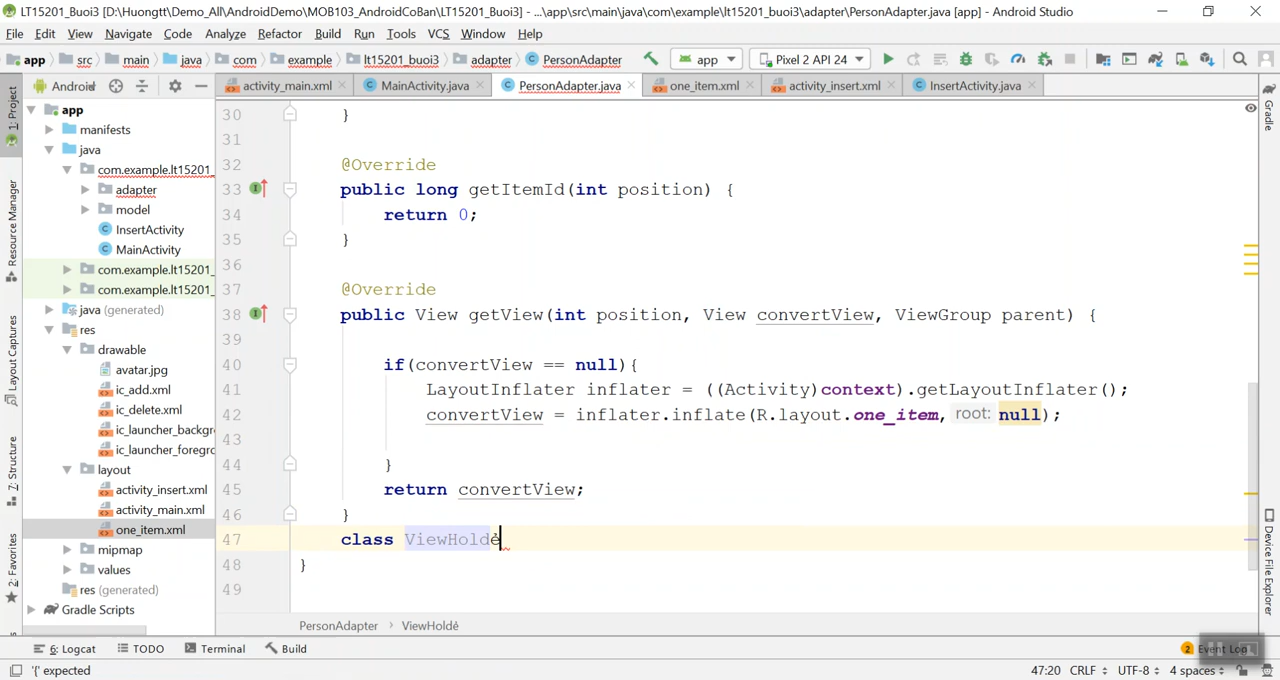 LT15201_Buoi3 [D:\Huongtt\Demo_All\AndroidDemo\MOB103_AndroidCoBan\LT15201_Buoi3] - ...\app\src\main\java\com\example\lt15201_buoi3\adapter\PersonAdapter.java [app] - Android Studio
File Edit View Navigate Code Analyze Refactor Build Run Tools VCS Window Help
app src main java com example lt15201_buoi3 adapter PersonAdapter app Pixel 2 API 24
Android activity_main.xml MainActivity.java PersonAdapter.java one_item.xml activity_insert.xml InsertActivity.java
1: Project
Resource Manager
Layout Captures
7: Structure
2: Favorites
app
manifests
java
com.example.lt15201_
adapter
model
InsertActivity
MainActivity
com.example.lt15201_
com.example.lt15201_
java (generated)
res
drawable
avatar.jpg
ic_add.xml
ic_delete.xml
ic_launcher_backgr
ic_launcher_foregr
layout
activity_insert.xml
activity_main.xml
one_item.xml
mipmap
values
res (generated)
Gradle Scripts
30 }
31
32 @Override
33 public long getItemId(int position) {
34 return 0;
35 }
36
37 @Override
38 public View getView(int position, View convertView, ViewGroup parent) {
39
40 if(convertView == null){
41 LayoutInflater inflater = ((Activity)context).getLayoutInflater();
42 convertView = inflater.inflate(R.layout.one_item, root: null);
43
44 }
45 return convertView;
46 }
47 class ViewHoldẻ
48 }
49
Gradle
Device File Explorer
PersonAdapter › ViewHoldẻ
6: Logcat TODO Terminal Build 2 Event Log
'{' expected 47:20 CRLF UTF-8 4 spaces